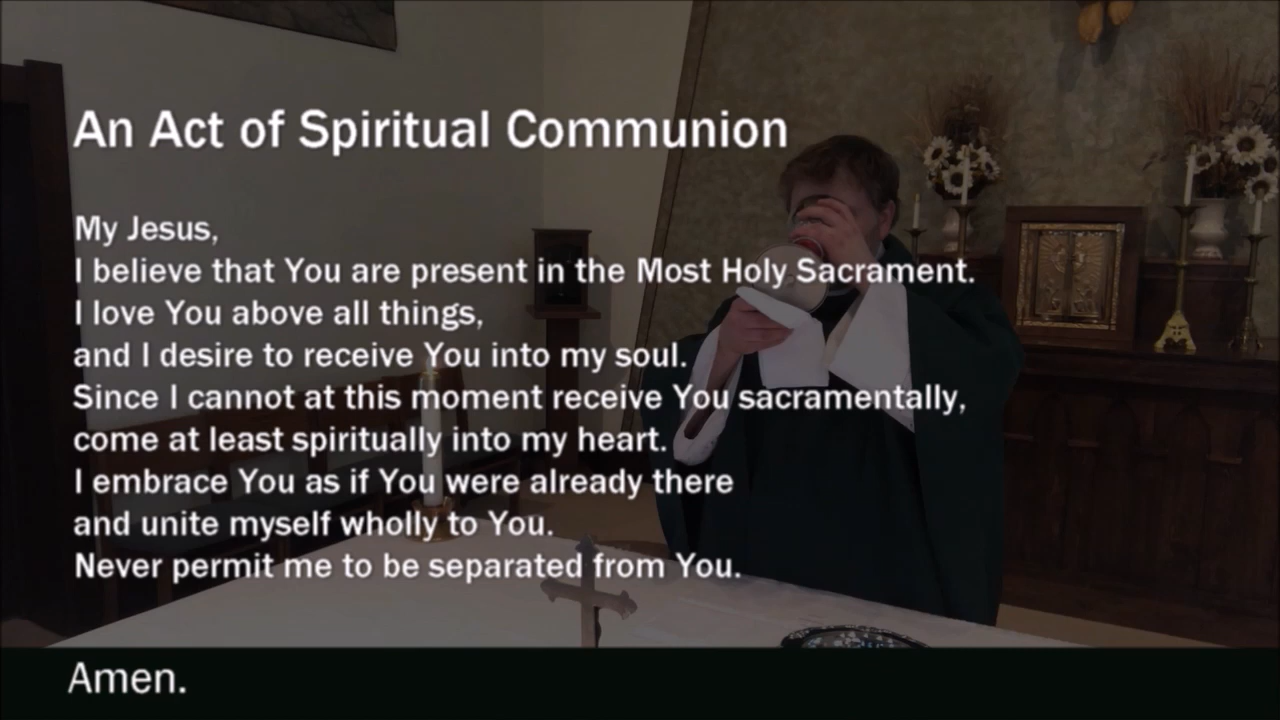 An Act of Spiritual Communion
My Jesus,
I believe that You are present in the Most Holy Sacrament.
I love You above all things,
and I desire to receive You into my soul.
Since I cannot at this moment receive You sacramentally,
come at least spiritually into my heart.
I embrace You as if You were already there
and unite myself wholly to You.
Never permit me to be separated from You.
Amen.